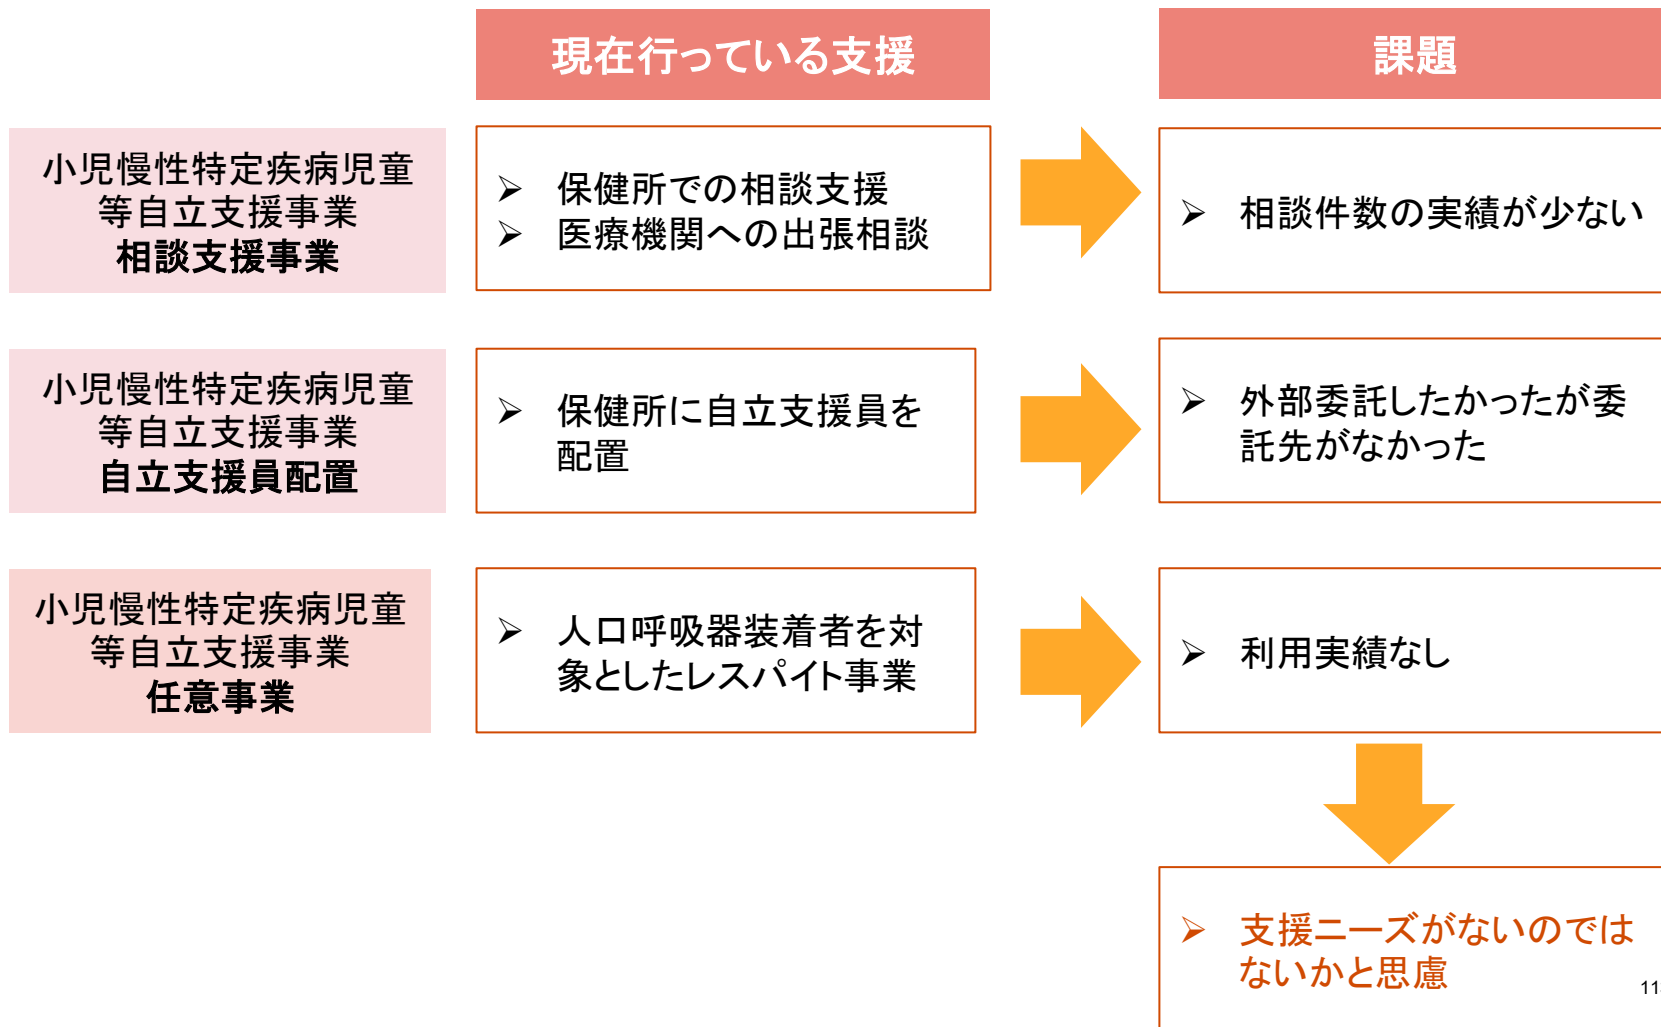 現在行っている支援
課題
小児慢性特定疾病児童
等自立支援事業
相談支援事業
➢ 保健所での相談支援
➢ 医療機関への出張相談
➢ 相談件数の実績が少ない
小児慢性特定疾病児童
等自立支援事業
自立支援員配置
➢ 保健所に自立支援員を
配置
➢ 外部委託したかったが委
託先がなかった
小児慢性特定疾病児童
等自立支援事業
任意事業
➢ 人口呼吸器装着者を対
象としたレスパイト事業
➢ 利用実績なし
➢ 支援ニーズがないのでは
ないかと思慮
11